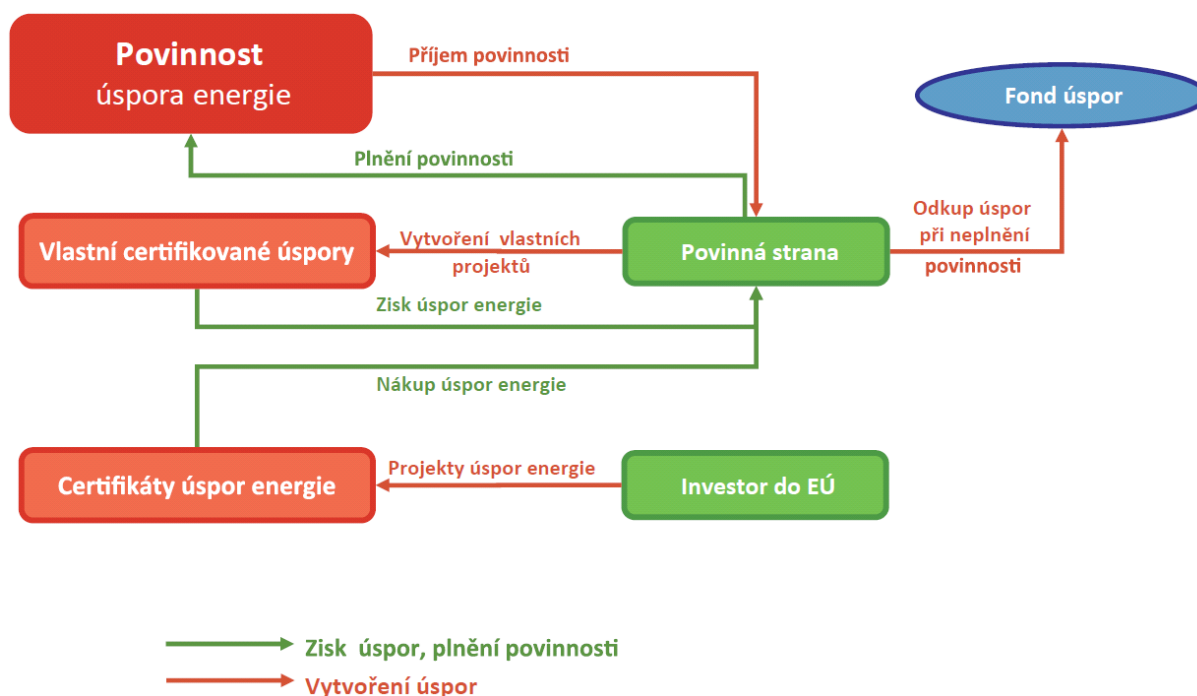 Povinnost
úspora energie
Příjem povinnosti
Fond úspor
Plnění povinnosti
Vlastní certifikované úspory
Vytvoření vlastních
projektů
Povinná strana
Odkup úspor
při neplnění
povinnosti
Zisk úspor energie
Nákup úspor energie
Certifikáty úspor energie
Projekty úspor energie
Investor do EÚ
Zisk úspor, plnění povinnosti
Vytvoření úspor